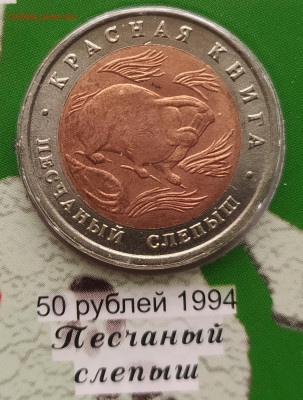 КРАСНАЯ КНИГА
ПЕСЧАНЫЙ СЛЕПЫШ
50 рублей 1994
Песчаный
слепыш